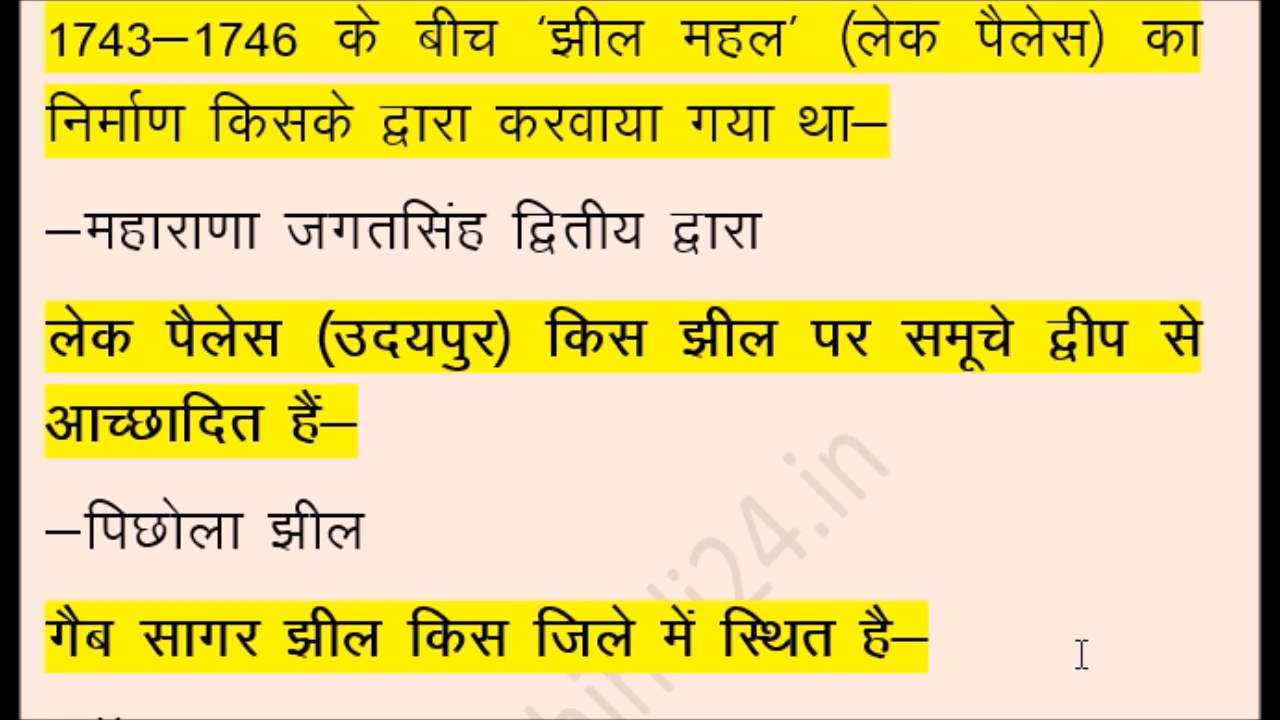 1743–1746 के बीच ‘झील महल’ (लेक पैलेस) का
निर्माण किसके द्वारा करवाया गया था–
–महाराणा जगतसिंह द्वितीय द्वारा
लेक पैलेस (उदयपुर) किस झील पर समूचे द्वीप से
आच्छादित हैं–
–पिछोला झील
गैब सागर झील किस जिले में स्थित है–